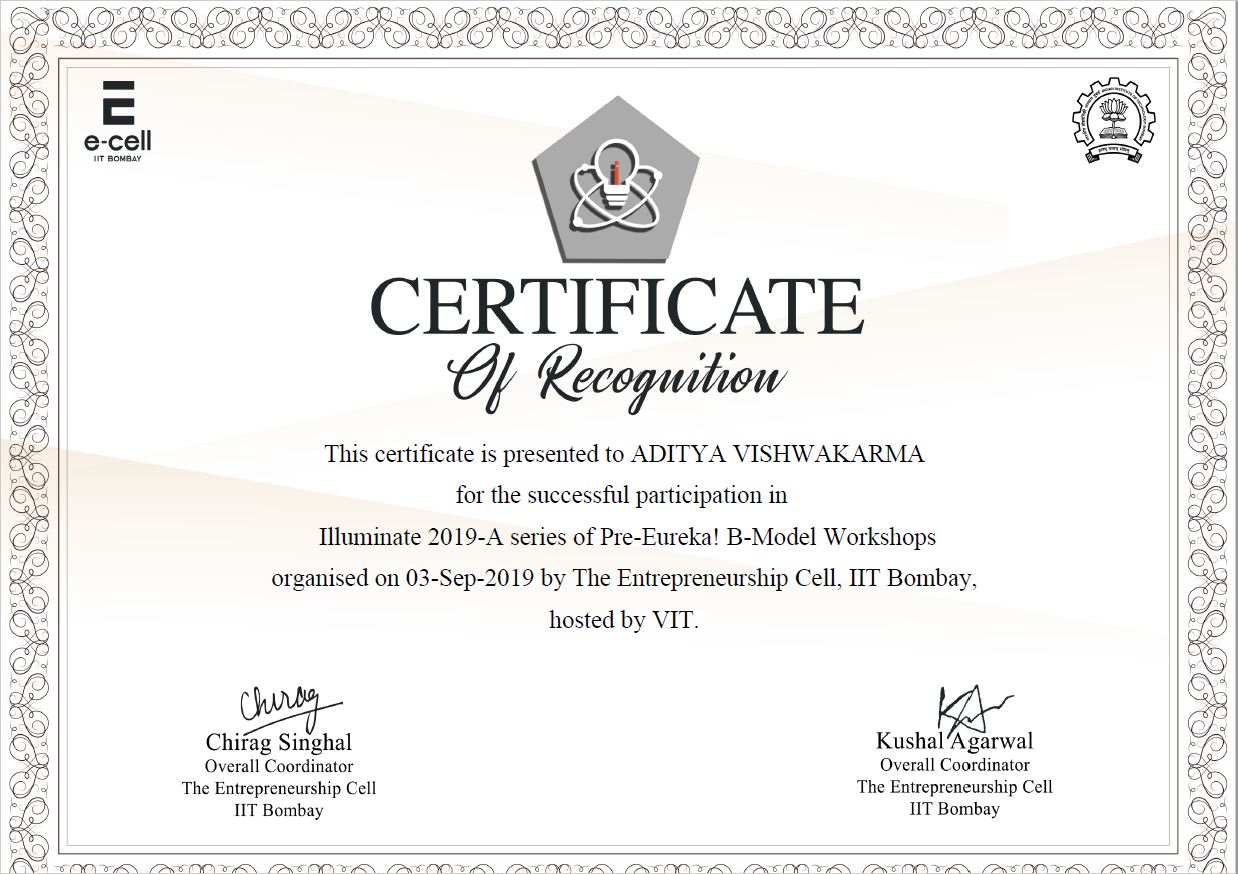 e-cell
IIT BOMBAY
CERTIFICATE
Of Recognition
This certificate is presented to ADITYA VISHWAKARMA
for the successful participation in
Illuminate 2019-A series of Pre-Eureka! B-Model Workshops
organised on 03-Sep-2019 by The Entrepreneurship Cell, IIT Bombay,
hosted by VIT.
Chirag
Chirag Singhal
Overall Coordinator
The Entrepreneurship Cell
IIT Bombay
KA
Kushal Agarwal
Overall Coordinator
The Entrepreneurship Cell
IIT Bombay